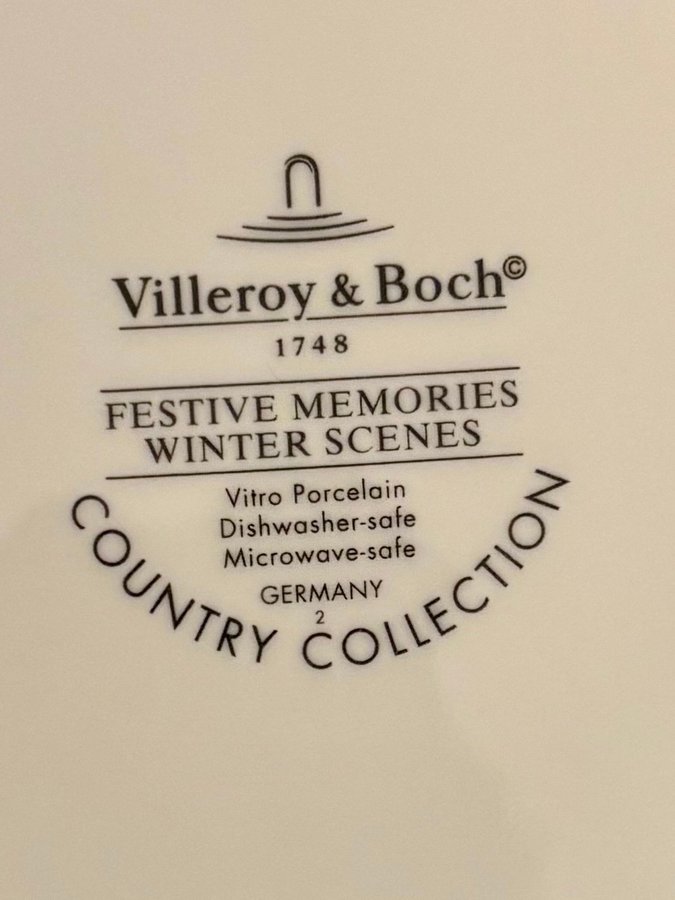 Villeroy & Boch©
1748
FESTIVE MEMORIES
WINTER SCENES
Vitro Porcelain
Dishwasher-safe
Microwave-safe
GERMANY
2
COUNTRY COLLECTION